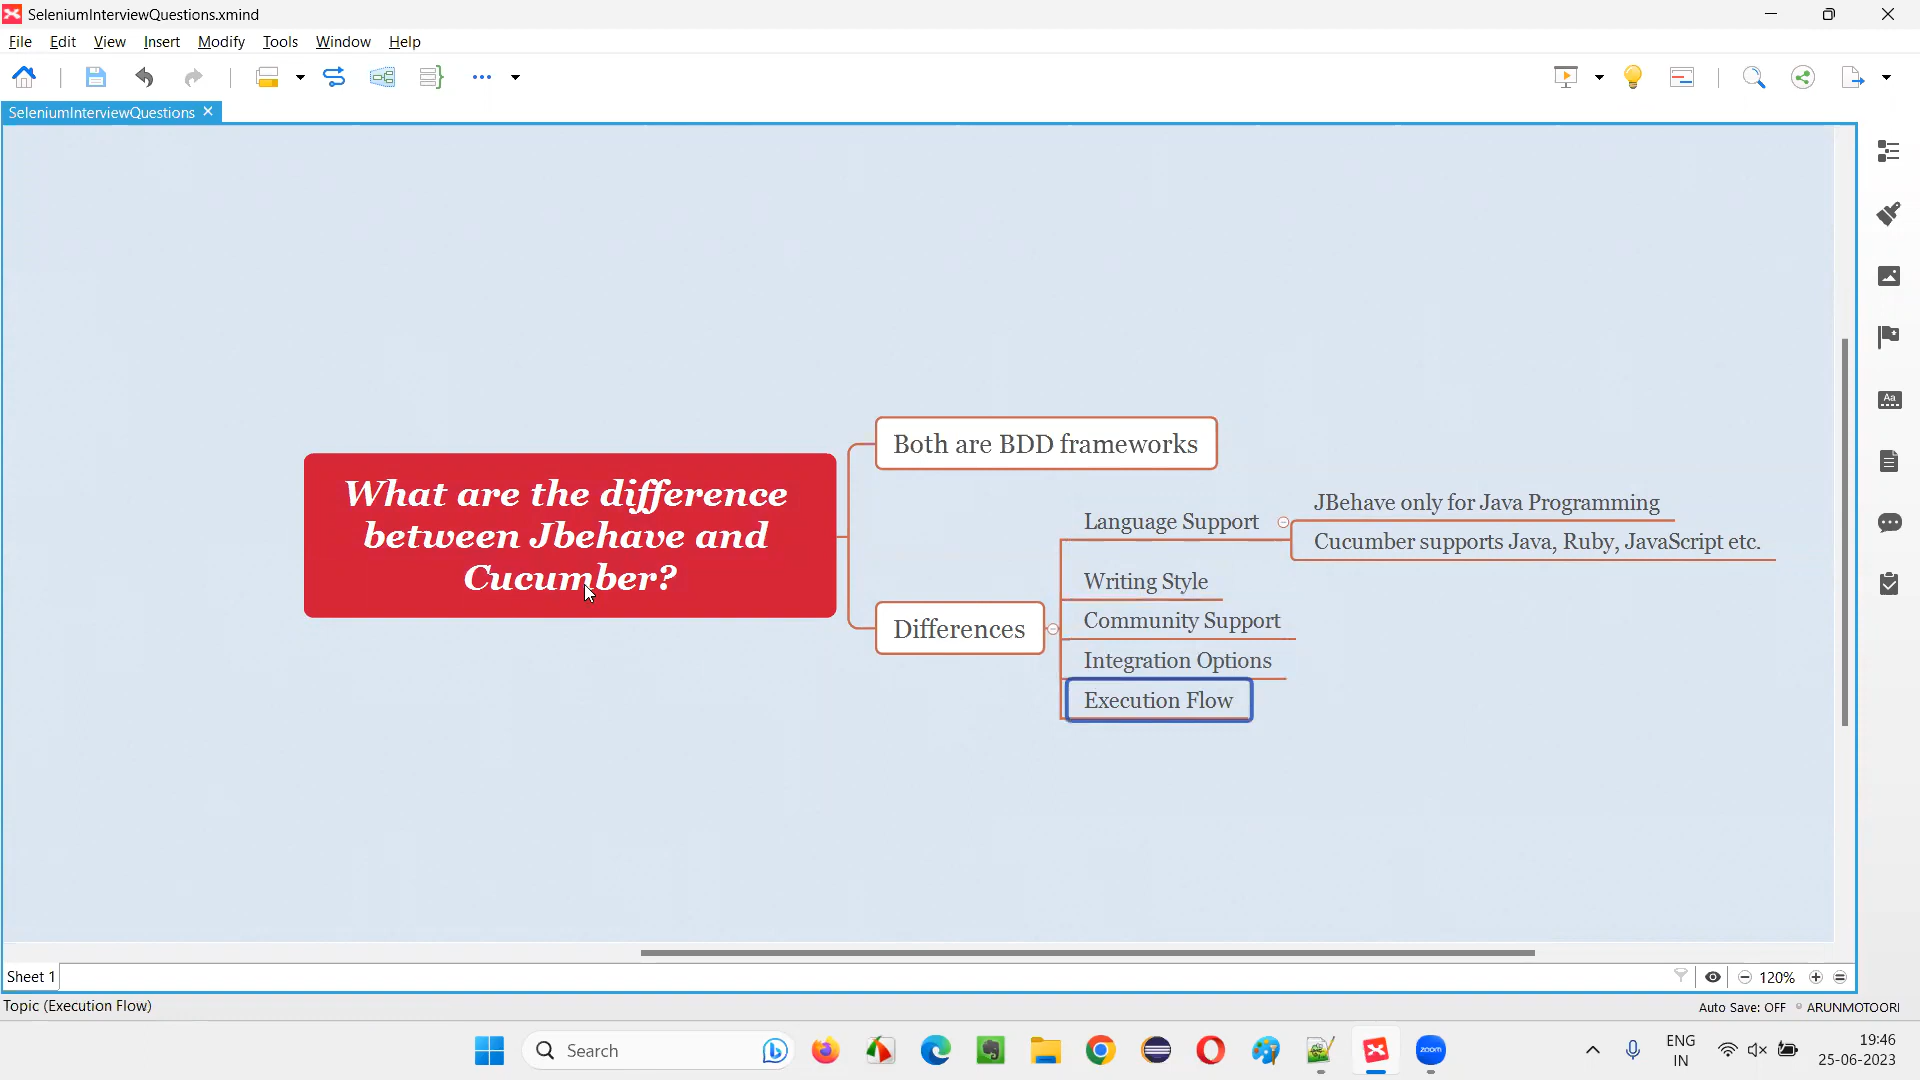 SeleniumInterviewQuestions.xmind
File Edit View Insert Modify Tools Window Help
SeleniumInterviewQuestions
What are the difference
between Jbehave and
Cucumber?
Both are BDD frameworks
Differences
Language Support
JBehave only for Java Programming
Cucumber supports Java, Ruby, JavaScript etc.
Writing Style
Community Support
Integration Options
Execution Flow
Aa
Sheet 1
120%
Topic (Execution Flow)
Auto Save: OFF
ARUNMOTOORI
Search
zoom
ENG
IN
19:46
25-06-2023